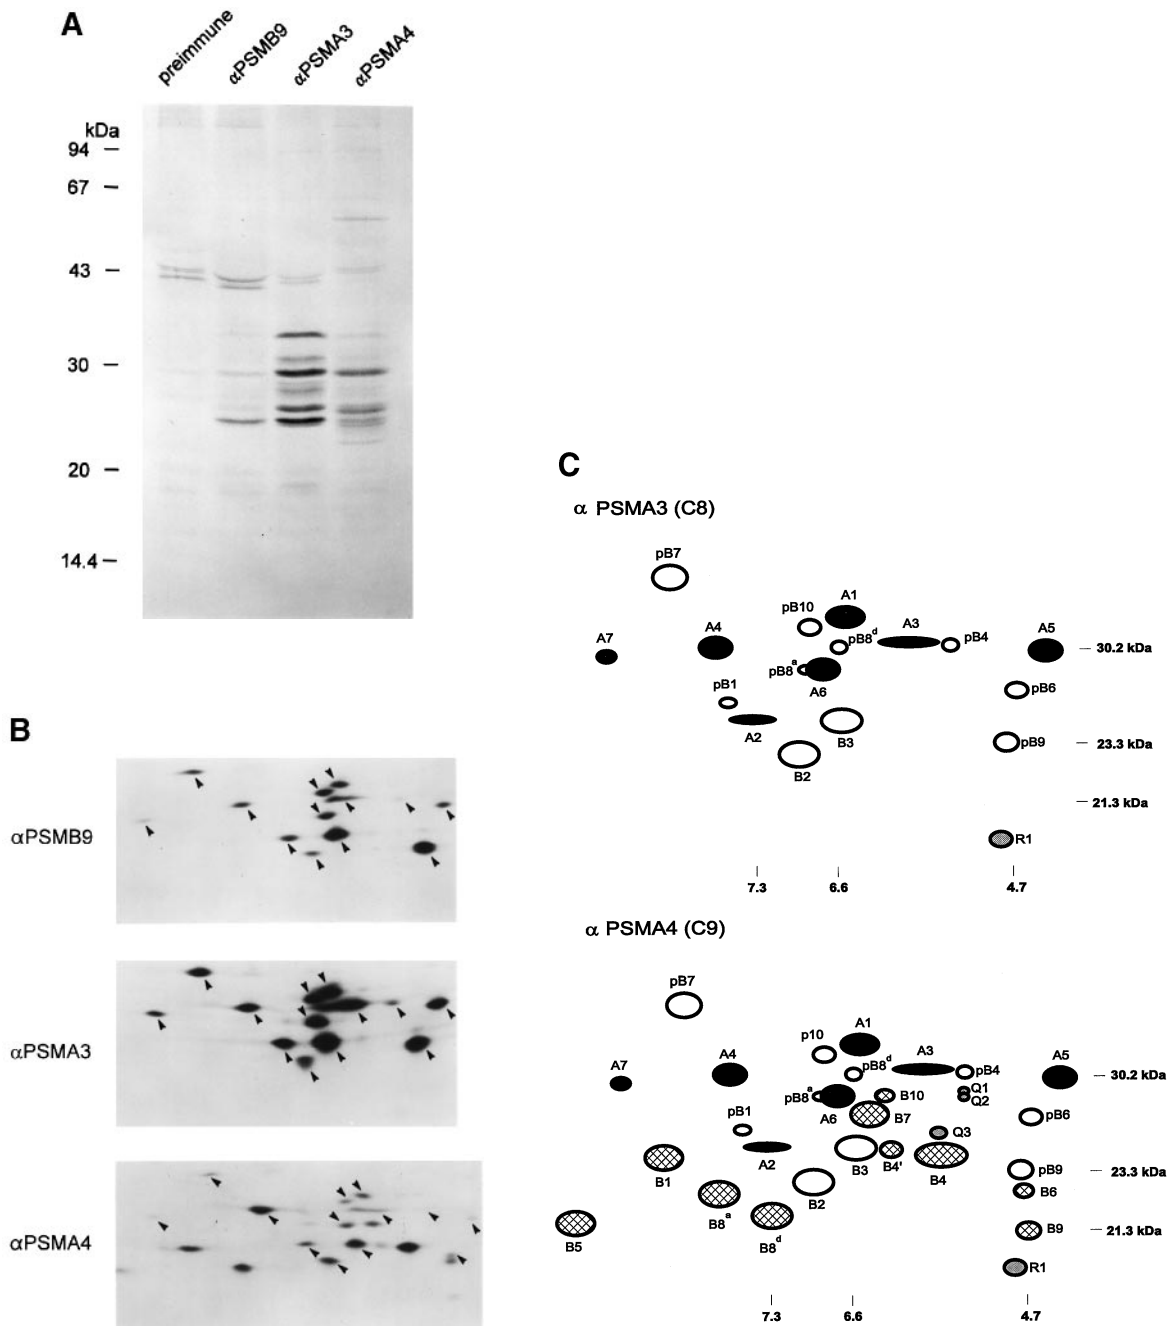 A
preimmune
αPSMB9
αPSMA3
αPSMA4
kDa
94
67
43
30
20
14.4
B
αPSMB9
αPSMA3
αPSMA4
C
α PSMA3 (C8)
pB7
A1
pB10
A3
A4
pB8d
pB4
A5
A7
30.2 kDa
pB8a
A6
pB1
pB6
A2
B3
B2
pB9
23.3 kDa
21.3 kDa
R1
7.3
6.6
4.7
α PSMA4 (C9)
pB7
A1
p10
A3
A4
pB8d
pB4
A5
A7
30.2 kDa
Q1
pB8a
B10
Q2
A6
B7
pB1
pB6
Q3
A2
B3
B4'
B4
B1
pB9
23.3 kDa
B6
B2
B8a
B5
B8d
B9
21.3 kDa
R1
7.3
6.6
4.7